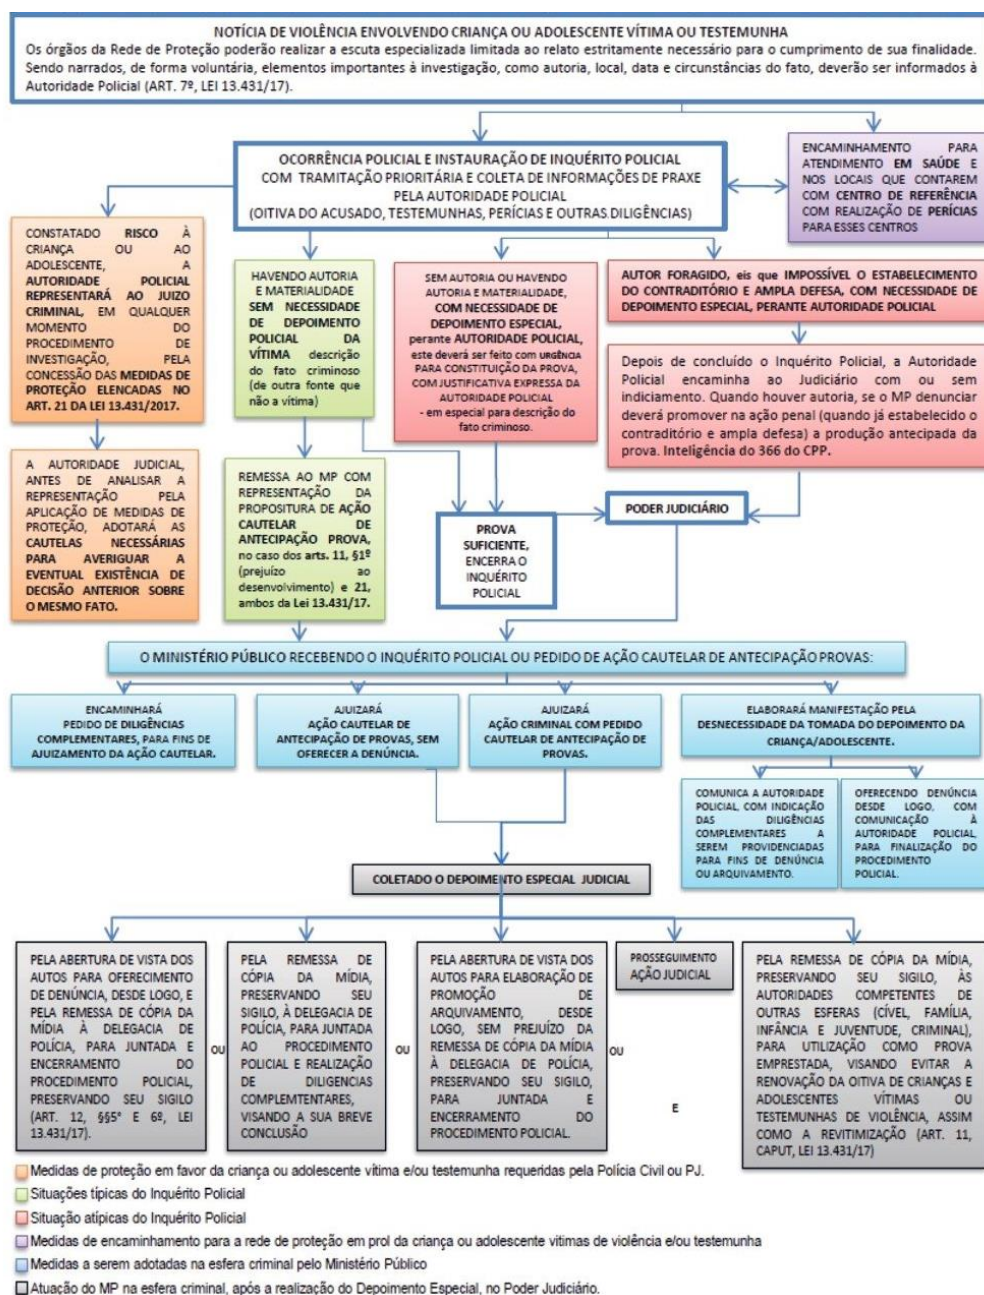 NOTÍCIA DE VIOLÊNCIA ENVOLVENDO CRIANÇA OU ADOLESCENTE VÍTIMA OU TESTEMUNHA
Os órgãos da Rede de Proteção poderão realizar a escuta especializada limitada ao relato estritamente necessário para o cumprimento de sua finalidade.
Sendo narrados, de forma voluntária, elementos importantes à investigação, como autoria, local, data e circunstâncias do fato, deverão ser informados à
Autoridade Policial (ART. 7º, LEI 13.431/17).
OCORRÊNCIA POLICIAL E INSTAURAÇÃO DE INQUÉRITO POLICIAL
COM TRAMITAÇÃO PRIORITÁRIA E COLETA DE INFORMAÇÕES DE PRAXE
PELA AUTORIDADE POLICIAL
(OITIVA DO ACUSADO, TESTEMUNHAS, PERÍCIAS E OUTRAS.DILIGÊNCIAS)
ENCAMINHAMENTO PARA
ATENDIMENTO EM SAÚDE E
NOS LOCAIS QUE CONTAREM
COM CENTRO DE REFERÊNCIA
COM REALIZAÇÃO DE PERÍCIAS
PARA ESSES CENTROS
CONSTATADO RISCO À
CRIANÇA OU AO
ADOLESCENTE, A
AUTORIDADE POLICIAL
REPRESENTARÁ AO JUIZO
CRIMINAL, EM QUALQUER
MOMENTO DO
PROCEDIMENTO DE
INVESTIGAÇÃO, PELA
CONCESSÃO DAS MEDIDAS DE
PROTEÇÃO ELENCADAS NO
ART. 21 DA LEI 13.431/2017.
HAVENDO AUTORIA
E MATERIALIDADE
SEM NECESSIDADE
DE DEPOIMENTO
POLICIAL DA
VÍTIMA descrição
do fato criminoso
(de outra fonte que
não a vítima)
SEM AUTORIA OU HAVENDO
AUTORIA E MATERIALIDADE,
COM NECESSIDADE DE
DEPOIMENTO ESPECIAL,
perante AUTORIDADE POLICIAL,
este deverá ser feito com URGÊNCIA
PARA CONSTITUIÇÃO DA PROVA,
COM JUSTIFICATIVA EXPRESSA DA
AUTORIDADE POLICIAL
- em especial para descrição do
fato criminoso.
AUTOR FORAGIDO, eis que IMPOSSÍVEL O ESTABELECIMENTO
DO CONTRADITÓRIO E AMPLA DEFESA, COM NECESSIDADE DE
DEPOIMENTO ESPECIAL, PERANTE AUTORIDADE POLICIAL
Depois de concluído o Inquérito Policial, a Autoridade
Policial encaminha ao Judiciário com ou sem
indiciamento. Quando houver autoria, se o MP denunciar
deverá promover na ação penal (quando já estabelecido o
contraditório e ampla defesa) a produção antecipada da
prova. Inteligência do 366 do CPP.
A AUTORIDADE JUDICIAL,
ANTES DE ANALISAR A
REPRESENTAÇÃO PELA
APLICAÇÃO DE MEDIDAS DE
PROTEÇÃO, ADOTARÁ AS
CAUTELAS NECESSÁRIAS
PARA AVERIGUAR A
EVENTUAL EXISTÊNCIA DE
DECISÃO ANTERIOR SOBRE
O MESMO FATO.
REMESSA AO MP COM
REPRESENTAÇÃO DA
PROPOSITURA DE AÇÃO
CAUTELAR DE
ANTECIPAÇÃO PROVA,
no caso dos arts. 11, §1º
(prejuízo ao
desenvolvimento) e 21,
ambos da Lei 13.431/17.
PROVA
SUFICIENTE,
ENCERRA O
INQUÉRITO
POLICIAL
PODER JUDICIÁRIO
O MINISTÉRIO PÚBLICO RECEBENDO O INQUÉRITO POLICIAL OU PEDIDO DE AÇÃO CAUTELAR DE ANTECIPAÇÃO PROVAS:
ENCAMINHARÁ
PEDIDO DE DILIGÊNCIAS
COMPLEMENTARES, PARA FINS DE
AJUIZAMENTO DA AÇÃO CAUTELAR.
AJUIZARÁ
AÇÃO CAUTELAR DE
ANTECIPAÇÃO DE PROVAS, SEM
OFERECER A DENÚNCIA.
AJUIZARÁ
AÇÃO CRIMINAL COM PEDIDO
CAUTELAR DE ANTECIPAÇÃO DE
PROVAS.
ELABORARÁ MANIFESTAÇÃO PELA
DESNECESSIDADE DA TOMADA DO DEPOIMENTO DA
CRIANÇA/ADOLESCENTE.
COMUNICA A AUTORIDADE
POLICIAL, COM INDICAÇÃO
DAS DILIGÊNCIAS
COMPLEMENTARES A
SEREM PROVIDENCIADAS
PARA FINS DE DENÚNCIA
OU ARQUIVAMENTO.
OFERECENDO DENÚNCIA
DESDE LOGO, COM
COMUNICAÇÃO À
AUTORIDADE POLICIAL,
PARA FINALIZAÇÃO DO
PROCEDIMENTO
POLICIAL.
COLETADO O DEPOIMENTO ESPECIAL JUDICIAL
PELA ABERTURA DE VISTA DOS
AUTOS PARA OFERECIMENTO
DE DENÚNCIA, DESDE LOGO, E
PELA REMESSA DE CÓPIA DA
MÍDIA À DELEGACIA DE
POLÍCIA, PARA JUNTADA E
ENCERRAMENTO DO
PROCEDIMENTO POLICIAL,
PRESERVANDO SEU SIGILO
(ART. 12, §§5° E 6º, LEI
13.431/17).
OU
PELA REMESSA DE
CÓPIA DA MÍDIA,
PRESERVANDO SEU
SIGILO, À DELEGACIA DE
POLÍCIA, PARA JUNTADA
AO PROCEDIMENTO
POLICIAL E REALIZAÇÃO
DE DILIGENCIAS
COMPLEMTENTARES,
VISANDO A SUA BREVE
CONCLUSÃO
OU
PELA ABERTURA DE VISTA DOS
AUTOS PARA ELABORAÇÃO DE
PROMOÇÃO DE
ARQUIVAMENTO, DESDE
LOGO, SEM PREJUÍZO DA
REMESSA DE CÓPIA DA MÍDIA
À DELEGACIA DE POLÍCIA,
PRESERVANDO SEU SIGILO,
PARA JUNTADA E
ENCERRAMENTO DO
PROCEDIMENTO POLICIAL.
OU
PROSSEGUIMENTO
AÇÃO JUDICIAL
E
PELA REMESSA DE CÓPIA DA MÍDIA,
PRESERVANDO SEU SIGILO, ÀS
AUTORIDADES COMPETENTES DE
OUTRAS ESFERAS (CÍVEL, FAMÍLIA,
INFÂNCIA E JUVENTUDE, CRIMINAL),
PARA UTILIZAÇÃO COMO PROVA
EMPRESTADA, VISANDO EVITAR A
RENOVAÇÃO DA OITIVA DE CRIANÇAS E
ADOLESCENTES VÍTIMAS OU
TESTEMUNHAS DE VIOLÊNCIA, ASSIM
COMO A REVITIMIZAÇÃO (ART. 11,
CAPUT, LEI 13.431/17)
Medidas de proteção em favor da criança ou adolescente vítima e/ou testemunha requeridas pela Polícia Civil ou PJ.
Situações típicas do Inquérito Policial
Situação atípicas do Inquérito Policial
Medidas de encaminhamento para a rede de proteção em prol da criança ou adolescente vitimas de violência e/ou testemunha
Medidas a serem adotadas na esfera criminal pelo Ministério Público
Atuação do MP na esfera criminal, após a realização do Depoimento Especial, no Poder Judiciário.